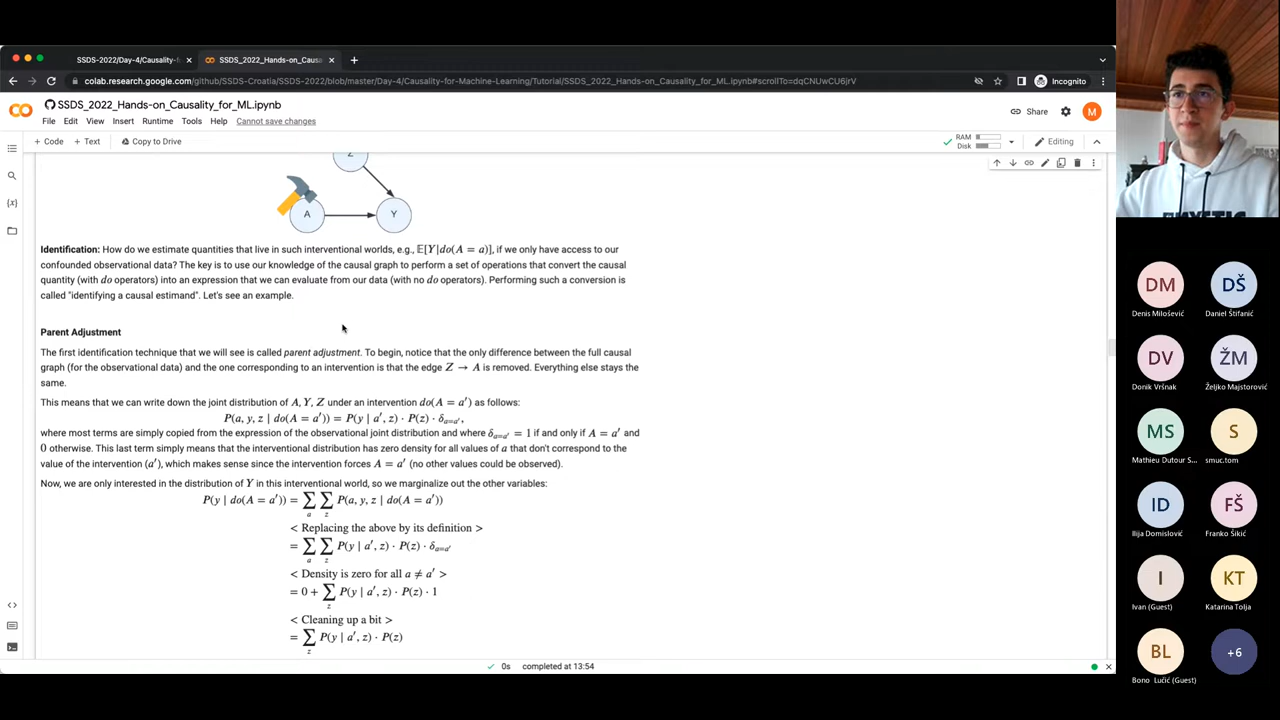 SSDS-2022/Day-4/Causality-f
SSDS_2022_Hands-on_Causa
colab.research.google.com/github/SSDS-Croatia/SSDS-2022/blob/master/Day-4/Causality-for-Machine-Learning/Tutorial/SSDS_2022_Hands-on_Causality_for_ML.ipynb#scrollTo=dqCNUwCU6jrV
Incognito
SSDS_2022_Hands-on_Causality_for_ML.ipynb
File Edit View Insert Runtime Tools Help Cannot save changes
Share
M
+ Code + Text Copy to Drive
RAM
Disk
Editing
Z
A
Y
Identification: How do we estimate quantities that live in such interventional worlds, e.g., 𝔼[Y|do(A = a)], if we only have access to our
confounded observational data? The key is to use our knowledge of the causal graph to perform a set of operations that convert the causal
quantity (with do operators) into an expression that we can evaluate from our data (with no do operators). Performing such a conversion is
called "identifying a causal estimand". Let's see an example.
Parent Adjustment
The first identification technique that we will see is called parent adjustment. To begin, notice that the only difference between the full causal
graph (for the observational data) and the one corresponding to an intervention is that the edge Z → A is removed. Everything else stays the
same.
This means that we can write down the joint distribution of A, Y, Z under an intervention do(A = a′) as follows:
P(a, y, z | do(A = a′)) = P(y | a′, z) · P(z) · δa=a′,
where most terms are simply copied from the expression of the observational joint distribution and where δa=a′ = 1 if and only if A = a′ and
0 otherwise. This last term simply means that the interventional distribution has zero density for all values of a that don't correspond to the
value of the intervention (a′), which makes sense since the intervention forces A = a′ (no other values could be observed).
Now, we are only interested in the distribution of Y in this interventional world, so we marginalize out the other variables:
P(y | do(A = a′)) = ∑a ∑z P(a, y, z | do(A = a′))
< Replacing the above by its definition >
= ∑a ∑z P(y | a′, z) · P(z) · δa=a′
< Density is zero for all a ≠ a′ >
= 0 + ∑z P(y | a′, z) · P(z) · 1
< Cleaning up a bit >
= ∑z P(y | a′, z) · P(z)
0s completed at 13:54
DM
DŠ
Denis Milošević
Daniel Štifanić
DV
ŽM
Donik Vršnak
Željko Majstorović
MS
S
Mathieu Dutour S...
smuc.tom
ID
FŠ
Ilija Domislović
Franko Šikić
I
KT
Ivan (Guest)
Katarina Tolja
BL
+6
Bono Lučić (Guest)